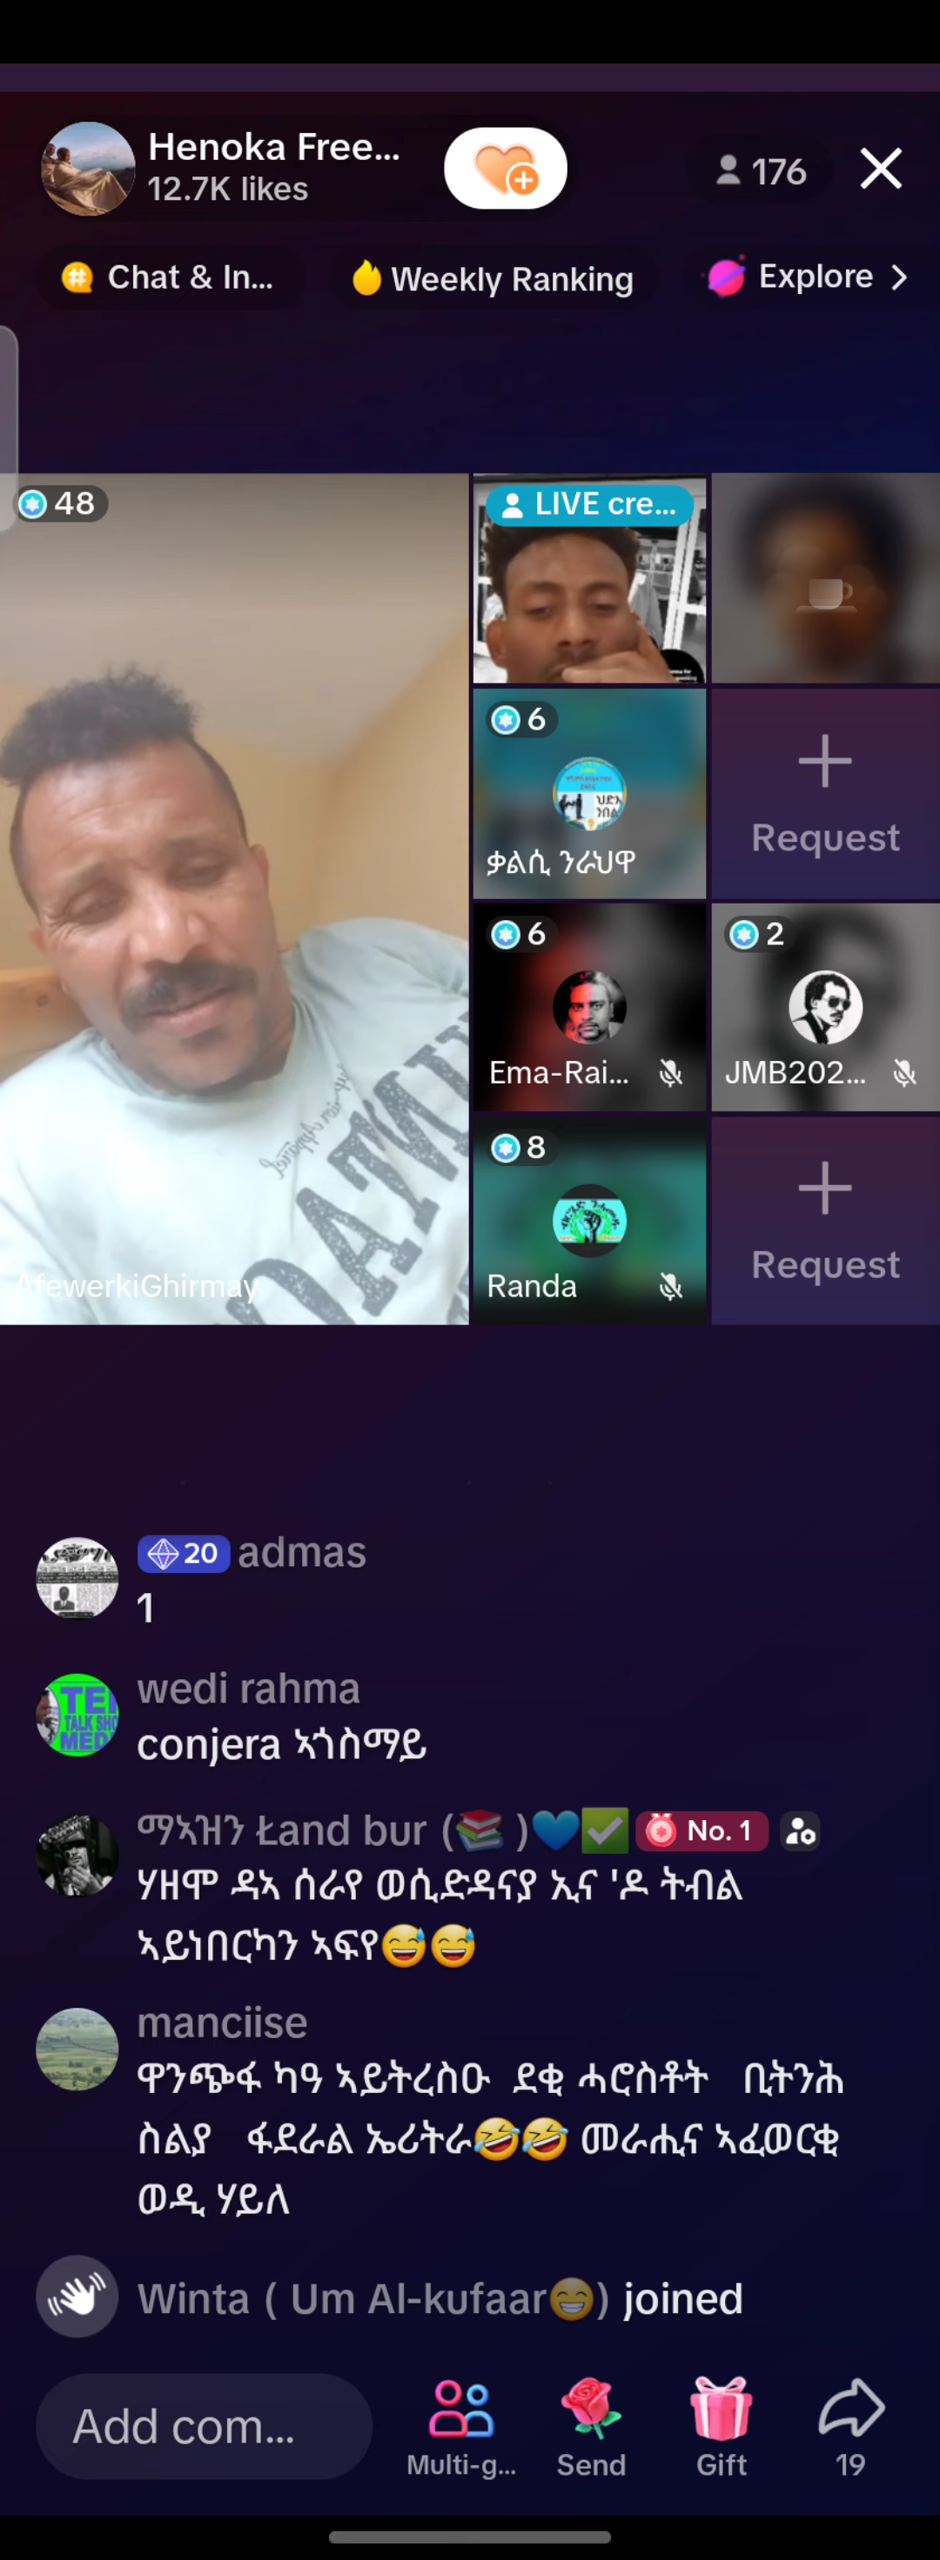 Henoka Free...
12.7K likes
176
Chat & In...
Weekly Ranking
Explore
48
LIVE cre...
6
ቃልሲ ንራህዋ
Request
6
Ema-Rai...
2
JMB202...
8
Randa
Request
AfewerkiGhirmay
20 admas
1
wedi rahma
conjera ኣጎስማይ
ማኣዝን Łand bur (📚 )💙✅ No. 1
ሃዘሞ ዳኣ ሰራየ ወሲድዳናያ ኢና 'ዶ ትብል
ኣይነበርካን ኣፍየ😅😅
manciise
ዋንጭፋ ካዓ ኣይትረስዑ ደቂ ሓሮስቶት ቢትንሕ
ስልያ ፋደራል ኤሪትራ🤣🤣 መራሒና ኣፈወርቂ
ወዲ ሃይለ
Winta ( Um Al-kufaar😁) joined
Add com...
Multi-g...
Send
Gift
19